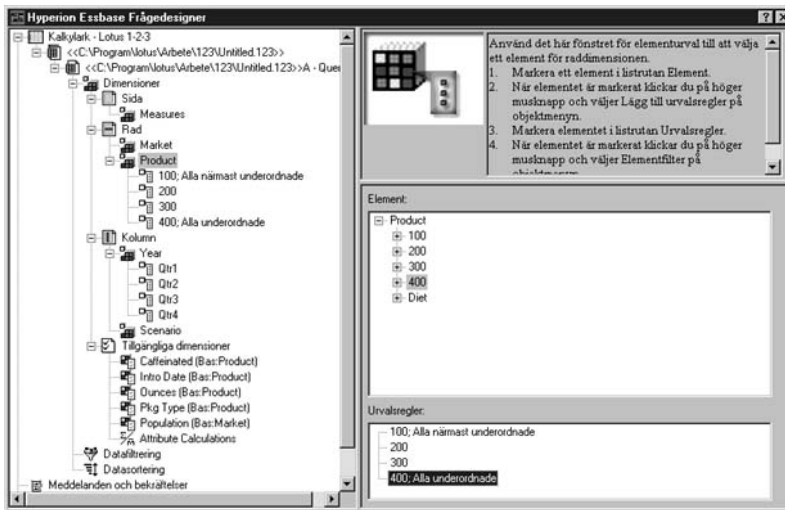 Hyperion Essbase Frågedesigner
Kalkylark - Lotus 1-2-3
<<C:\Program\lotus\Arbete\123\Untitled.123>>
<<C:\Program\lotus\Arbete\123\Untitled.123>>A - Quer
Dimensioner
Sida
Measures
Rad
Market
Product
100; Alla närmast underordnade
200
300
400; Alla underordnade
Kolumn
Year
Qtr1
Qtr2
Qtr3
Qtr4
Scenario
Tillgängliga dimensioner
Caffeinated (Bas:Product)
Intro Date (Bas:Product)
Ounces (Bas:Product)
Pkg Type (Bas:Product)
Population (Bas:Market)
Attribute Calculations
Datafiltrering
Datasortering
Meddelanden och bekräftelser
Använd det här fönstret för elementurval till att välja
ett element för raddimensionen.
1. Markera ett element i listrutan Element.
2. När elementet är markerat klickar du på höger
musknapp och väljer Lägg till urvalsregler på
objektmenyn.
3. Markera elementet i listrutan Urvalsregler.
4. När elementet är markerat klickar du på höger
musknapp och väljer Elementfilter på
objektmenyn.
Element:
Product
100
200
300
400
Diet
Urvalsregler:
100; Alla närmast underordnade
200
300
400; Alla underordnade